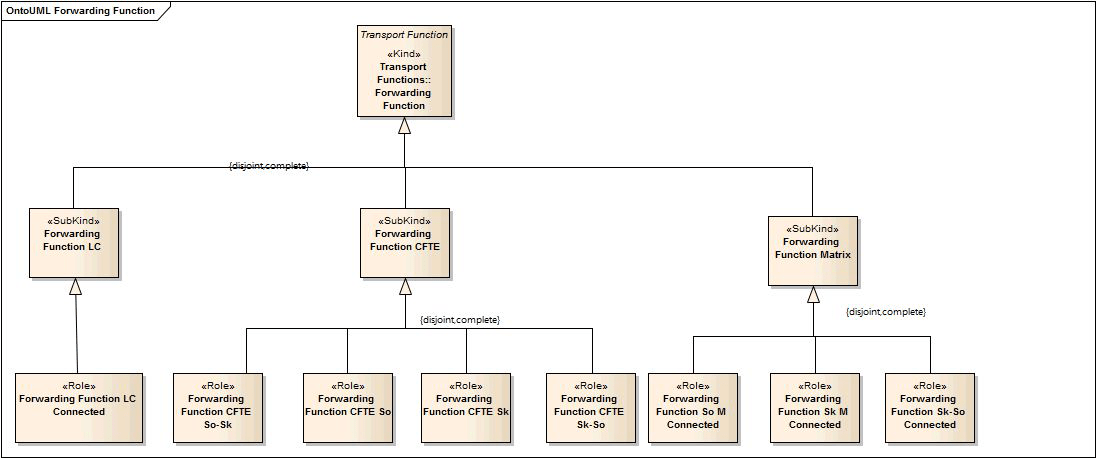 OntoUML Forwarding Function
Transport Function
«Kind»
Transport
Functions::
Forwarding
Function
{disjoint,complete}
«SubKind»
Forwarding
Function LC
«SubKind»
Forwarding
Function CFTE
«SubKind»
Forwarding
Function Matrix
{disjoint,complete}
{disjoint,complete}
«Role»
Forwarding Function LC
Connected
«Role»
Forwarding
Function CFTE
So-Sk
«Role»
Forwarding
Function CFTE So
«Role»
Forwarding
Function CFTE Sk
«Role»
Forwarding
Function CFTE
Sk-So
«Role»
Forwarding
Function So M
Connected
«Role»
Forwarding
Function Sk M
Connected
«Role»
Forwarding
Function Sk-So
Connected